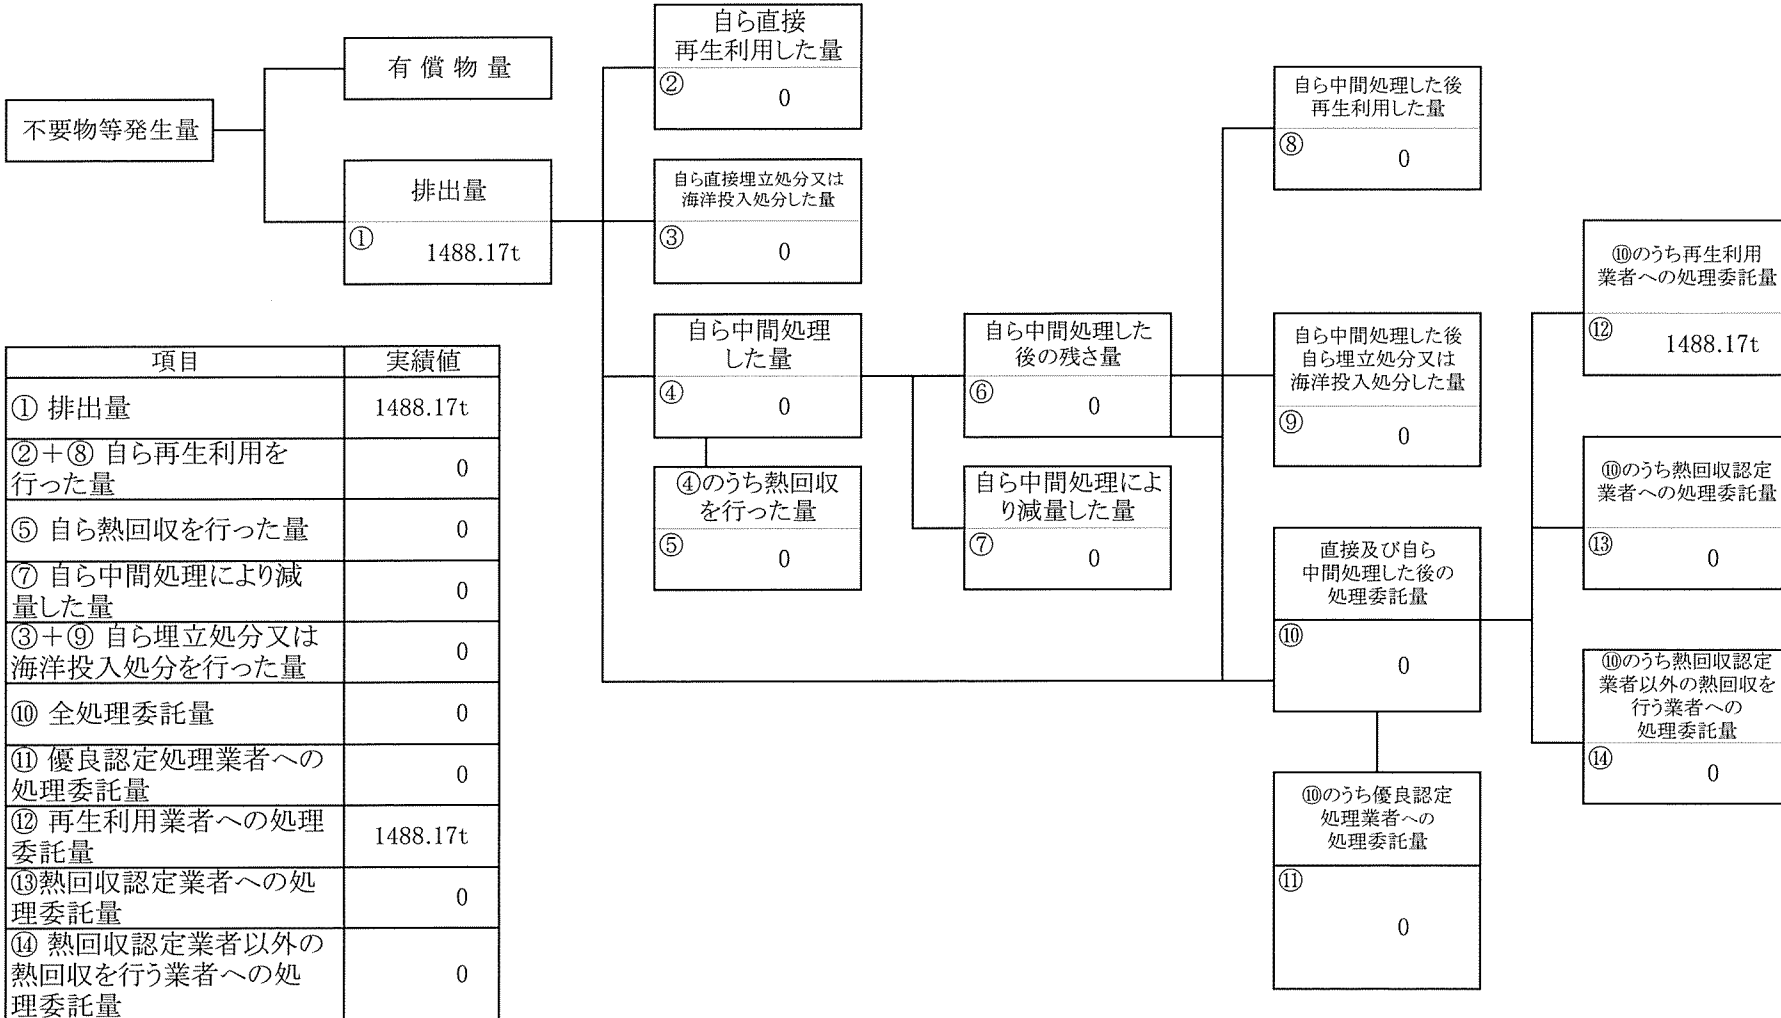 不要物等発生量
有償物量
排出量
①
1488.17t
自ら直接
再生利用した量
②
0
自ら直接埋立処分又は
海洋投入処分した量
③
0
自ら中間処理
した量
④
0
④のうち熱回収
を行った量
⑤
0
自ら中間処理した
後の残さ量
⑥
0
自ら中間処理によ
り減量した量
⑦
0
自ら中間処理した後
再生利用した量
⑧
0
自ら中間処理した後
自ら埋立処分又は
海洋投入処分した量
⑨
0
直接及び自ら
中間処理した後の
処理委託量
⑩
0
⑩のうち優良認定
処理業者への
処理委託量
⑪
0
⑩のうち再生利用
業者への処理委託量
⑫
1488.17t
⑩のうち熱回収認定
業者への処理委託量
⑬
0
⑩のうち熱回収認定
業者以外の熱回収を
行う業者への
処理委託量
⑭
0
項目 実績値
① 排出量 1488.17t
②+⑧ 自ら再生利用を
行った量 0
⑤ 自ら熱回収を行った量 0
⑦ 自ら中間処理により減
量した量 0
③+⑨ 自ら埋立処分又は
海洋投入処分を行った量 0
⑩ 全処理委託量 0
⑪ 優良認定処理業者への
処理委託量 0
⑫ 再生利用業者への処理
委託量 1488.17t
⑬熱回収認定業者への処
理委託量 0
⑭ 熱回収認定業者以外の
熱回収を行う業者への処
理委託量 0